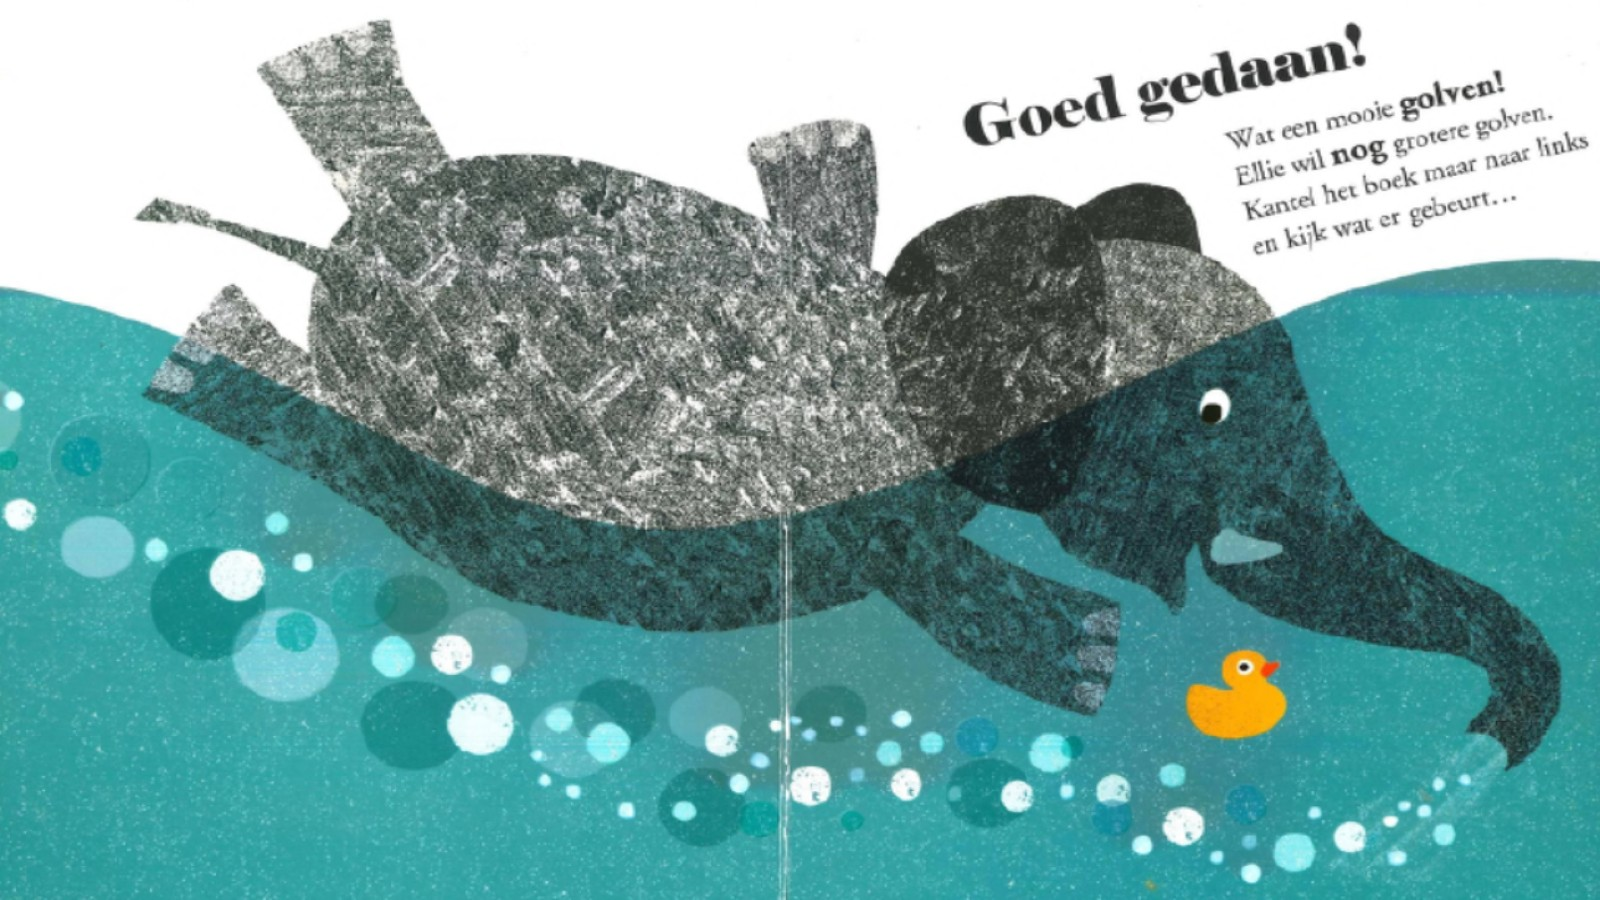 Goed gedaan!
Wat een mooie golven!
Ellie wil nog grotere golven.
Kantel het boek maar naar links
en kijk wat er gebeurt...